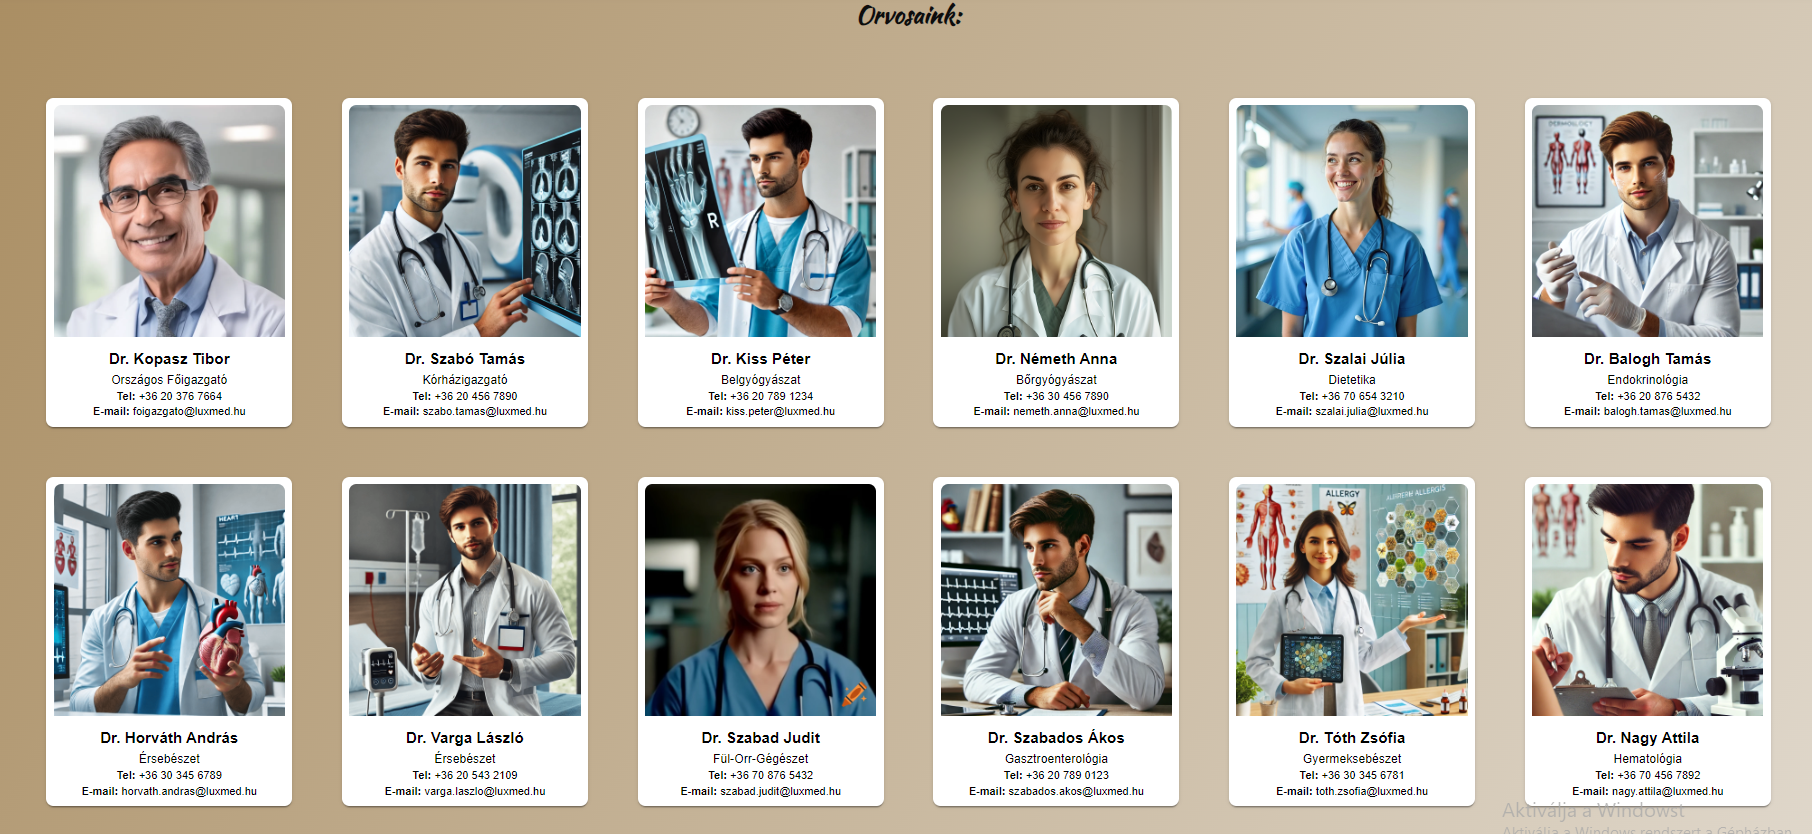 Orvosaink:
DERMOLOGY
R
Dr. Kopasz Tibor
Országos Főigazgató
Tel: +36 20 376 7664
E-mail: foigazgato@luxmed.hu
Dr. Szabó Tamás
Kórházigazgató
Tel: +36 20 456 7890
E-mail: szabo.tamas@luxmed.hu
Dr. Kiss Péter
Belgyógyászat
Tel: +36 20 789 1234
E-mail: kiss.peter@luxmed.hu
Dr. Németh Anna
Bőrgyógyászat
Tel: +36 30 456 7890
E-mail: nemeth.anna@luxmed.hu
Dr. Szalai Júlia
Dietetika
Tel: +36 70 654 3210
E-mail: szalai.julia@luxmed.hu
Dr. Balogh Tamás
Endokrinológia
Tel: +36 20 876 5432
E-mail: balogh.tamas@luxmed.hu
HEART
ALLERGY
Dr. Horváth András
Érsebészet
Tel: +36 30 345 6789
E-mail: horvath.andras@luxmed.hu
Dr. Varga László
Érsebészet
Tel: +36 20 543 2109
E-mail: varga.laszlo@luxmed.hu
Dr. Szabad Judit
Fül-Orr-Gégészet
Tel: +36 70 876 5432
E-mail: szabad.judit@luxmed.hu
Dr. Szabados Ákos
Gasztroenterológia
Tel: +36 20 789 0123
E-mail: szabados.akos@luxmed.hu
Dr. Tóth Zsófia
Gyermeksebészet
Tel: +36 30 345 6781
E-mail: toth.zsofia@luxmed.hu
Dr. Nagy Attila
Hematológia
Tel: +36 70 456 7892
E-mail: nagy.attila@luxmed.hu
Aktiválja a Windowst
Aktiválja a Windows rendszert a Gépházban